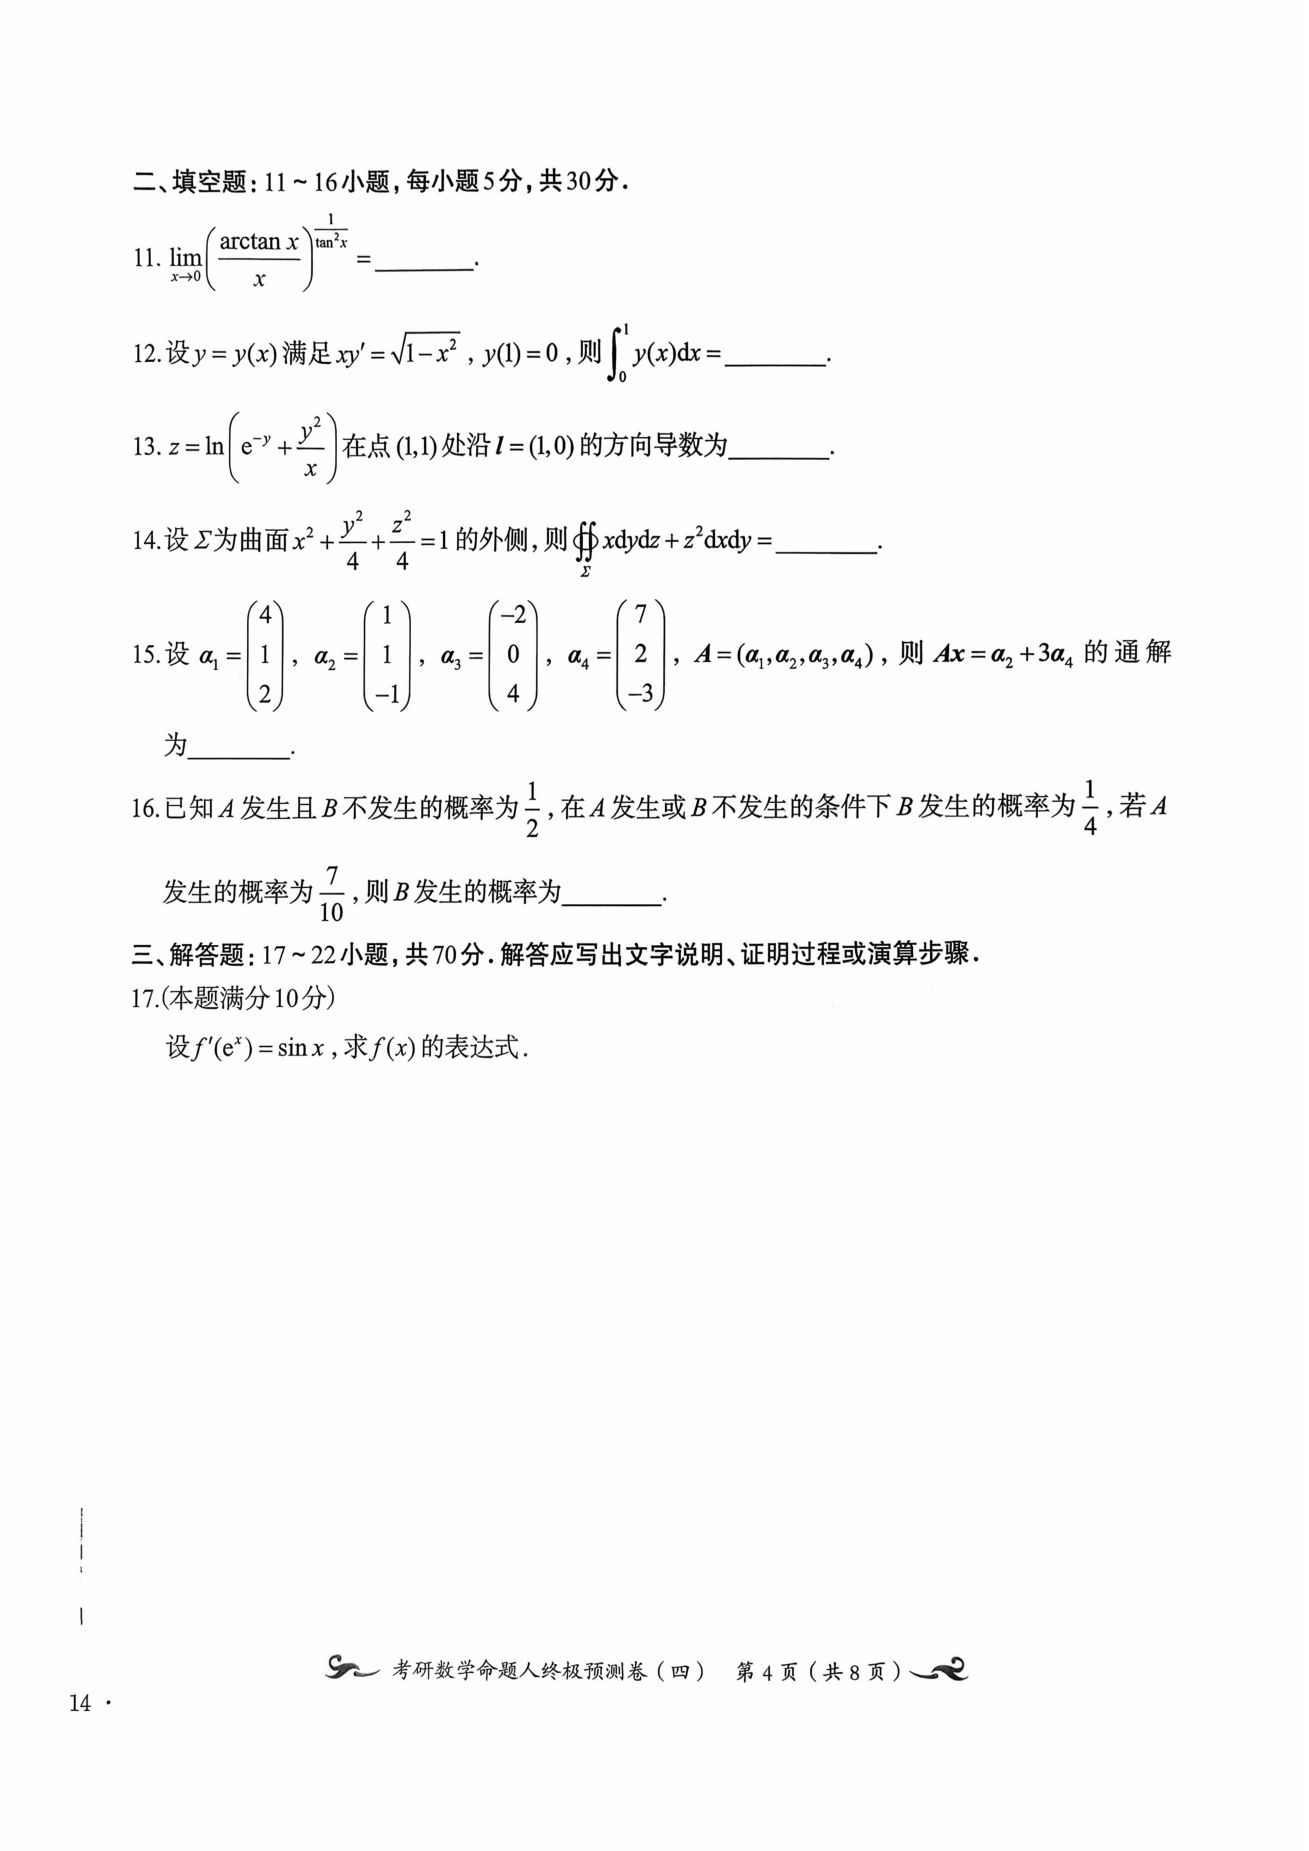 二、填空题:11~16小题,每小题5分,共30分.
11. $\lim_{x\to 0}\left(\frac{\arctan x}{x}\right)^{\frac{1}{\tan^2 x}}=$________.
12.设$y=y(x)$满足$xy'=\sqrt{1-x^2}$,$y(1)=0$,则$\int_0^1 y(x)\mathrm{d}x=$________.
13. $z=\ln\left(\mathrm{e}^{-y}+\frac{y^2}{x}\right)$在点$(1,1)$处沿$\boldsymbol{l}=(1,0)$的方向导数为________.
14.设$\Sigma$为曲面$x^2+\frac{y^2}{4}+\frac{z^2}{4}=1$的外侧,则$\oiint_{\Sigma} x\mathrm{d}y\mathrm{d}z+z^2\mathrm{d}x\mathrm{d}y=$________.
15.设 $\boldsymbol{\alpha}_1=\begin{pmatrix}4\\1\\2\end{pmatrix}$,$\boldsymbol{\alpha}_2=\begin{pmatrix}1\\1\\-1\end{pmatrix}$,$\boldsymbol{\alpha}_3=\begin{pmatrix}-2\\0\\4\end{pmatrix}$,$\boldsymbol{\alpha}_4=\begin{pmatrix}7\\2\\-3\end{pmatrix}$,$\boldsymbol{A}=(\boldsymbol{\alpha}_1,\boldsymbol{\alpha}_2,\boldsymbol{\alpha}_3,\boldsymbol{\alpha}_4)$,则 $\boldsymbol{A}\boldsymbol{x}=\boldsymbol{\alpha}_2+3\boldsymbol{\alpha}_4$ 的通解
为________.
16.已知$A$发生且$B$不发生的概率为$\frac{1}{2}$,在$A$发生或$B$不发生的条件下$B$发生的概率为$\frac{1}{4}$,若$A$
发生的概率为$\frac{7}{10}$,则$B$发生的概率为________.
三、解答题:17~22小题,共70分.解答应写出文字说明、证明过程或演算步骤.
17.(本题满分10分)
设$f'(\mathrm{e}^x)=\sin x$,求$f(x)$的表达式.
考研数学命题人终极预测卷(四) 第4页(共8页)
14 ·